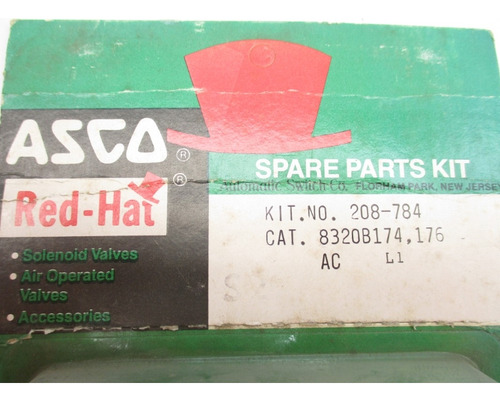 ASCO ®
Red-Hat ®
• Solenoid Valves
• Air Operated
Valves
• Accessories
SPARE PARTS KIT
Automatic Switch Co. FLORHAM PARK, NEW JERSE
KIT.NO. 208-784
CAT. 8320B174,176
AC L1